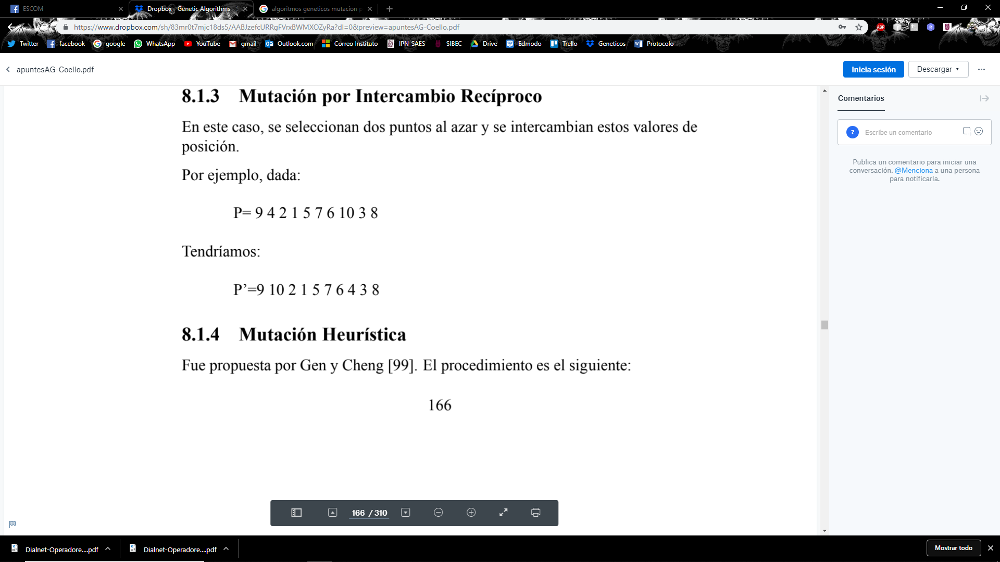 ESCOM
Dropbox - Genetic Algorithms -
algoritmos geneticos mutacion p
https://www.dropbox.com/sh/83mr0t7mjc18ds5/AABJzefcURRgFVrxBWMXOZyRa?dl=0&preview=apuntesAG-Coello.pdf
ABP
R
Twitter facebook google WhatsApp YouTube gmail Outlook.com Correo Instituto IPN-SAES SIBEC Drive Edmodo Trello Geneticos Protocolo
apuntesAG-Coello.pdf
Inicia sesión
Descargar
8.1.3 Mutación por Intercambio Recíproco
En este caso, se seleccionan dos puntos al azar y se intercambian estos valores de
posición.
Por ejemplo, dada:
P= 9 4 2 1 5 7 6 10 3 8
Tendríamos:
P’=9 10 2 1 5 7 6 4 3 8
8.1.4 Mutación Heurística
Fue propuesta por Gen y Cheng [99]. El procedimiento es el siguiente:
166
Comentarios
?
Escribe un comentario
Publica un comentario para iniciar una
conversación. @Menciona a una persona
para notificarla.
166 / 310
Dialnet-Operadore....pdf
Dialnet-Operadore....pdf
Mostrar todo